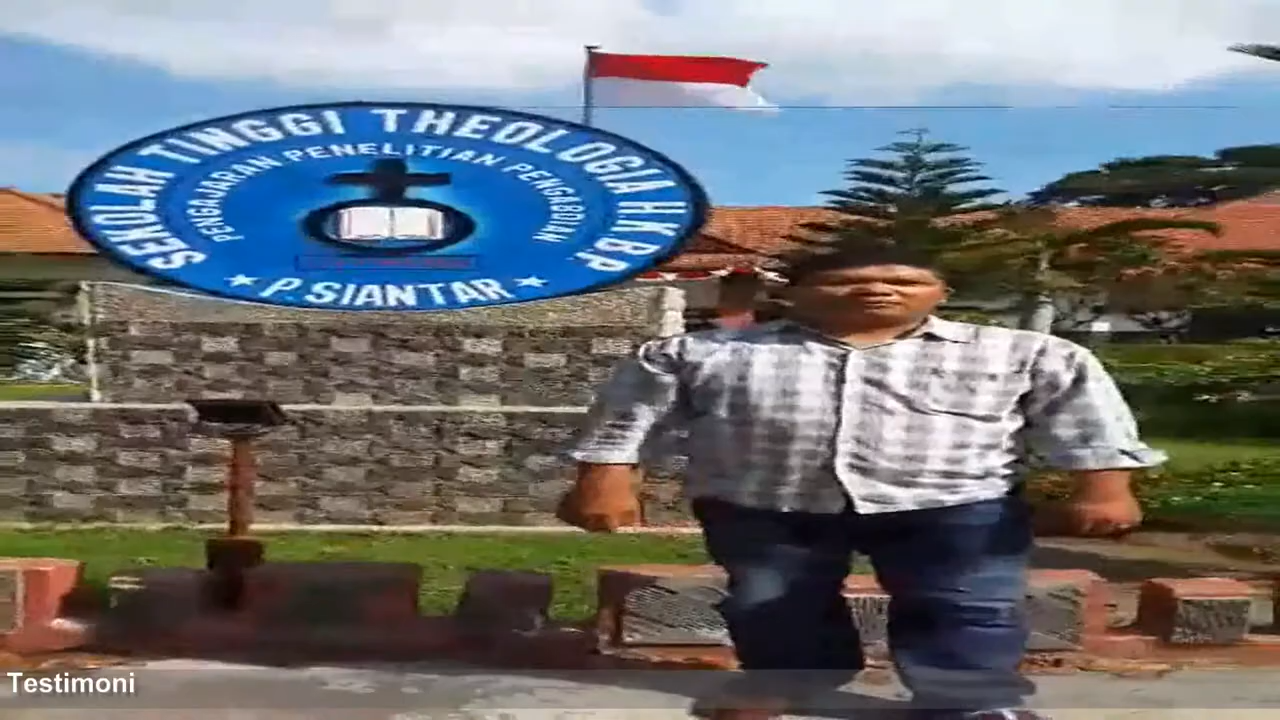 SEKOLAH TINGGI THEOLOGIA H.K.B.P.
PENGAJARAN PENELITIAN PENGABDIAN
P. SIANTAR
Testimoni